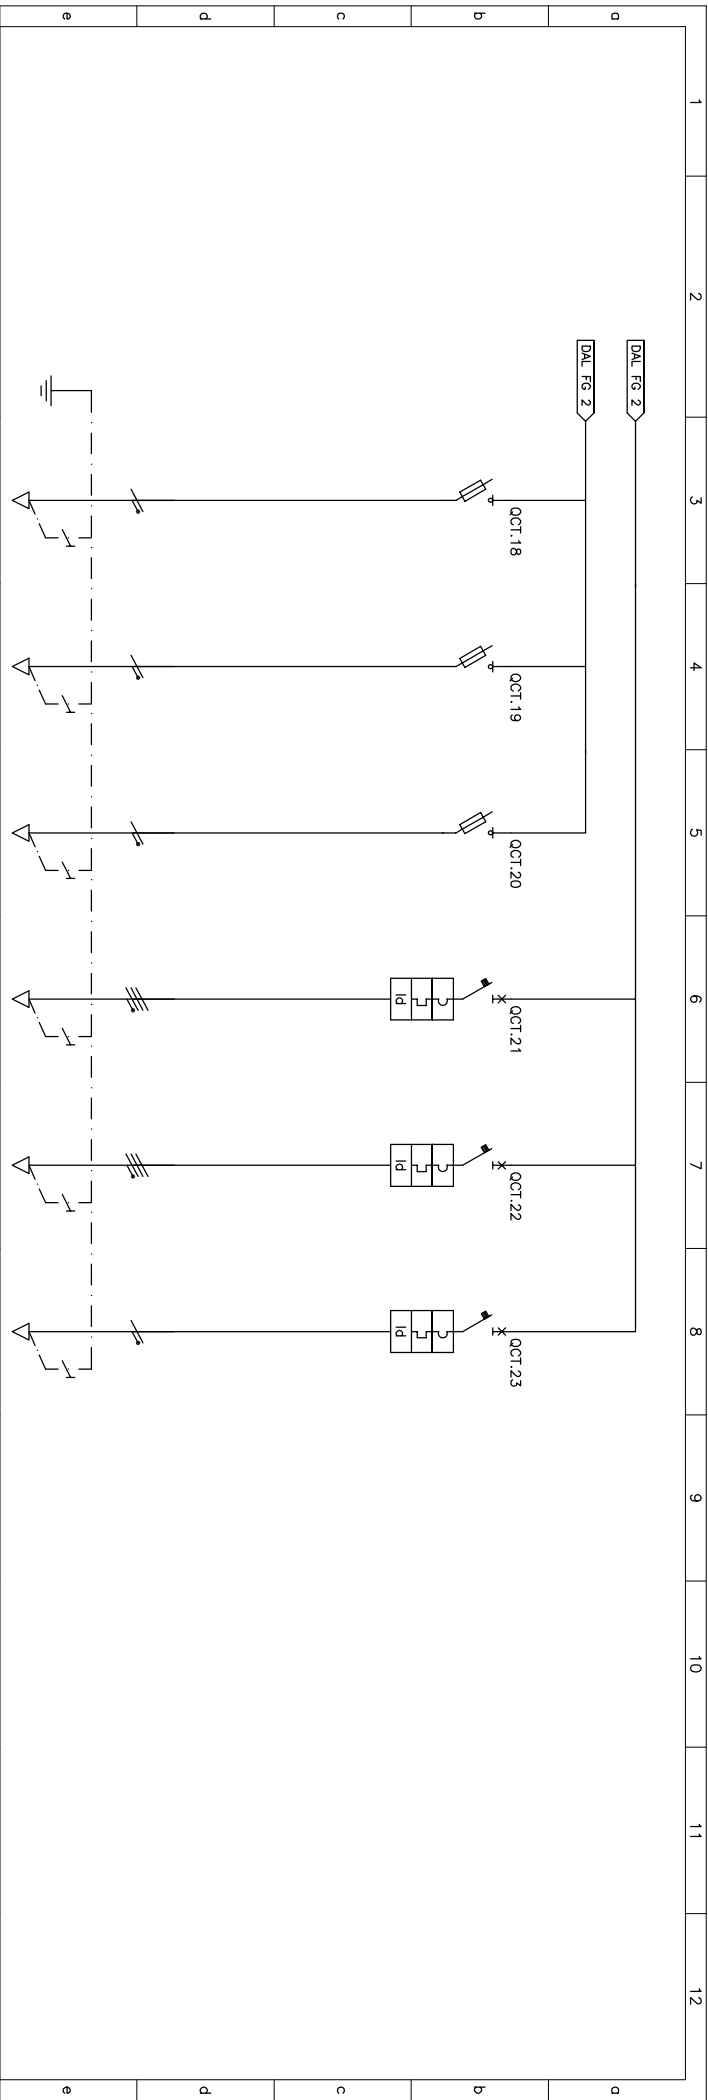 1
2
3
4
5
6
7
8
9
10
11
12
a
b
c
d
e
DAL FG 2
DAL FG 2
QCT.18
QCT.19
QCT.20
QCT.21
QCT.22
QCT.23
Id
Id
Id
a
b
c
d
e